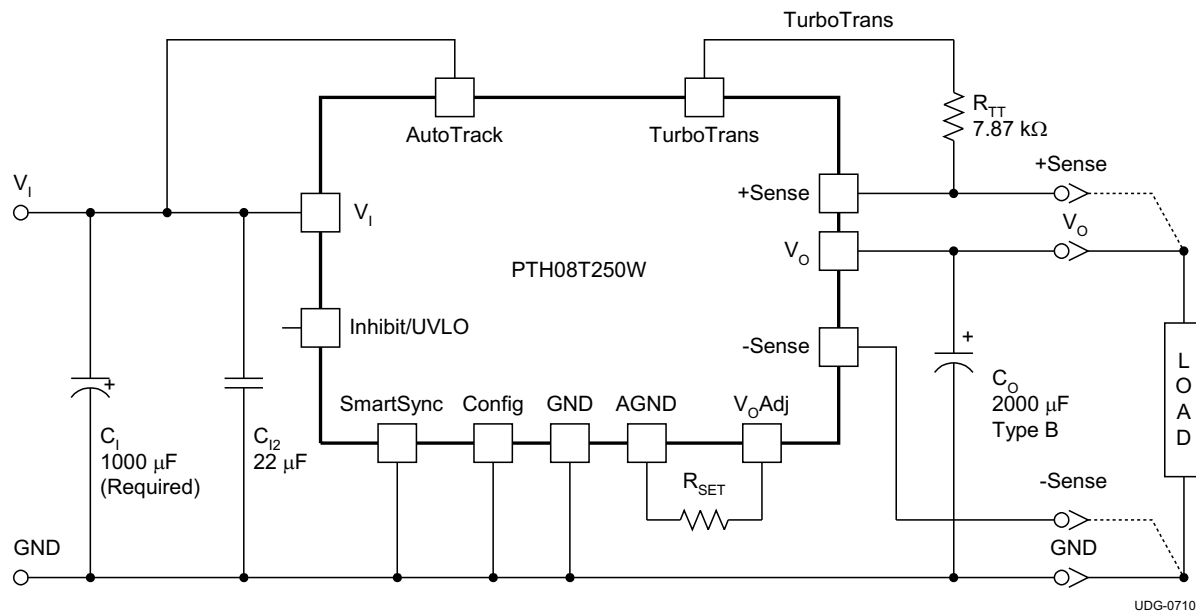 TurboTrans
AutoTrack
TurboTrans
R_TT
7.87 kΩ
+Sense
V_I
V_I
+Sense
V_O
V_O
PTH08T250W
Inhibit/UVLO
-Sense
+
+
C_I
1000 μF
(Required)
C_I2
22 μF
SmartSync
Config
GND
AGND
V_OAdj
R_SET
C_O
2000 μF
Type B
L
O
A
D
-Sense
GND
GND
UDG-0710